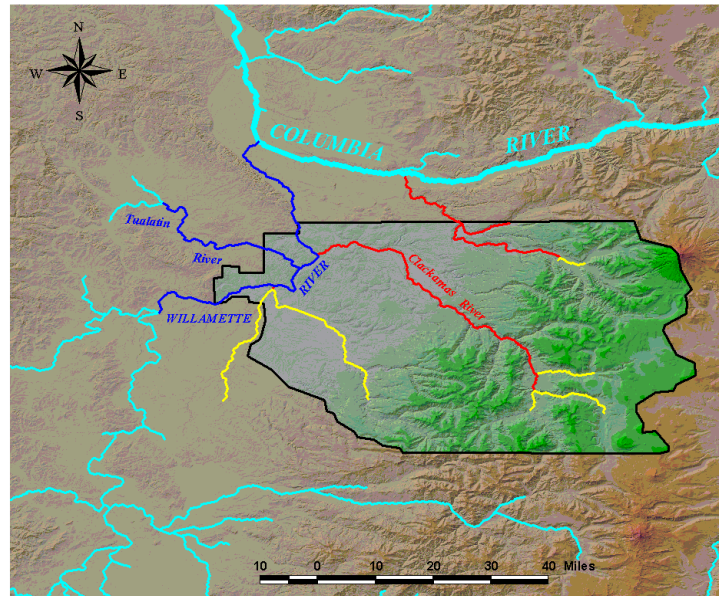 N
W E
S
COLUMBIA RIVER
Tualatin
River
Clackamas River
RIVER
WILLAMETTE
10 0 10 20 30 40 Miles